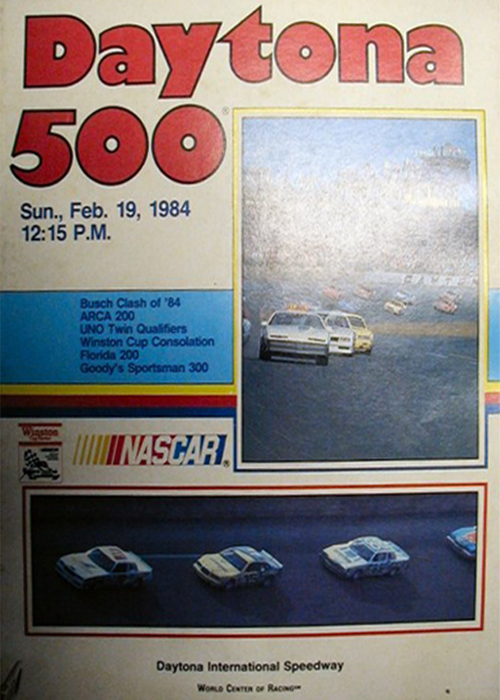 Daytona
500®
Sun., Feb. 19, 1984
12:15 P.M.
Busch Clash of '84
ARCA 200
UNO Twin Qualifiers
Winston Cup Consolation
Florida 200
Goody's Sportsman 300
Winston
NASCAR®
Daytona International Speedway
WORLD CENTER OF RACING℠